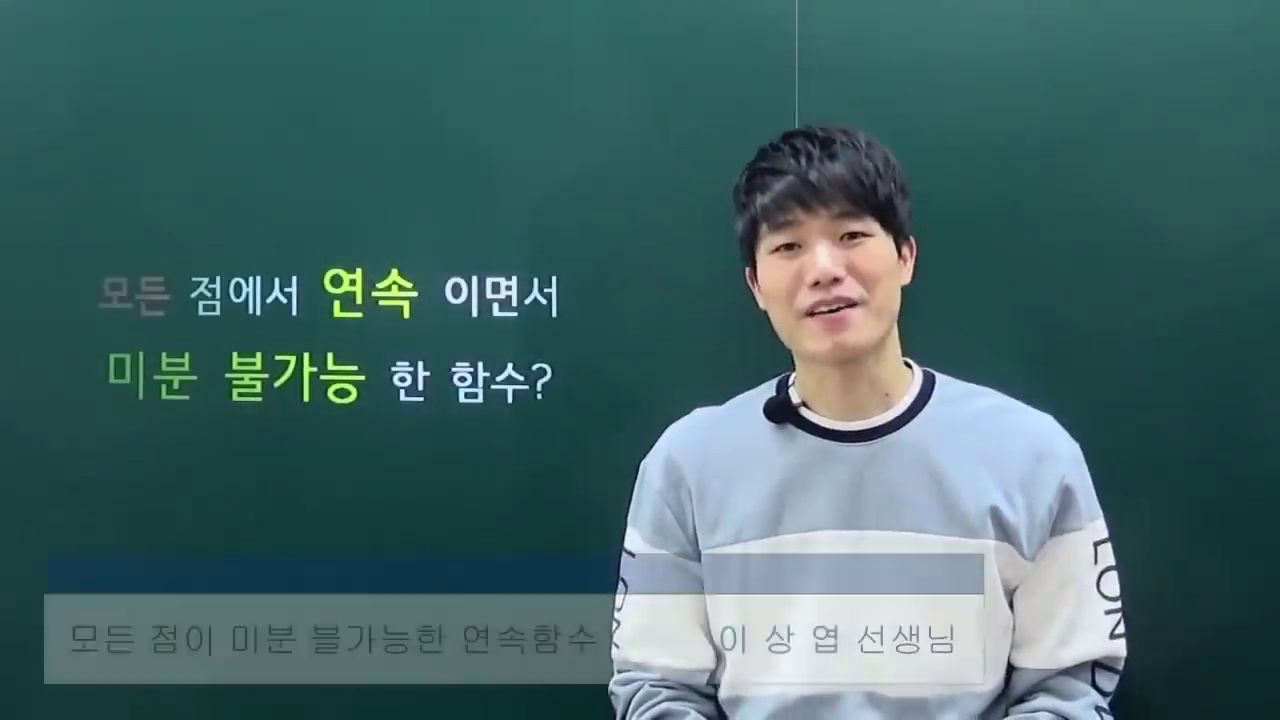 모든 점에서 연속 이면서
미분 불가능 한 함수?
모든 점이 미분 불가능한 연속함수 이 상 엽 선생님
LON